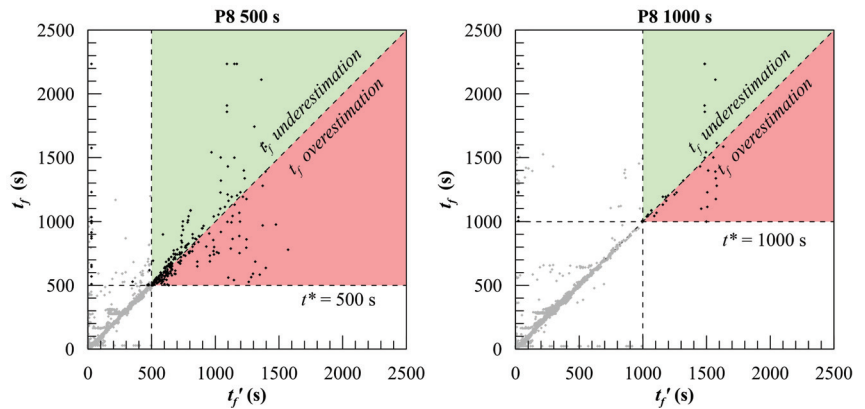 P8 500 s
2500
2000
1500
1000
500
0
t_f (s)
t_f underestimation
t_f overestimation
t* = 500 s
0 500 1000 1500 2000 2500
t_f′ (s)
P8 1000 s
2500
2000
1500
1000
500
0
t_f (s)
t_f underestimation
t_f overestimation
t* = 1000 s
0 500 1000 1500 2000 2500
t_f′ (s)